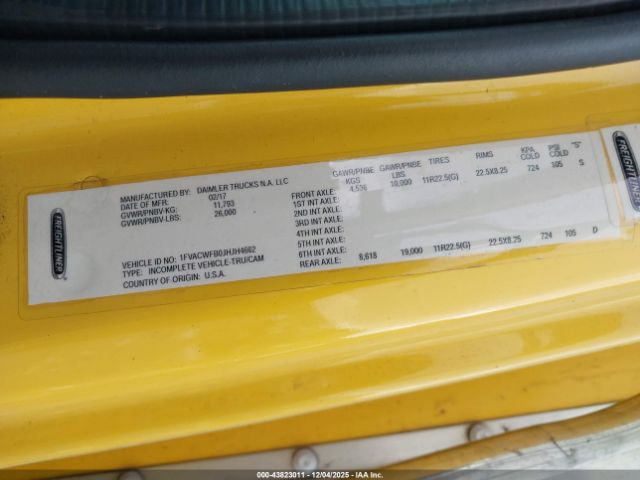 FREIGHTLINER
MANUFACTURED BY: DAIMLER TRUCKS N.A. LLC
DATE OF MFR: 02/17
GVWR/PNBV-KG: 11,793
GVWR/PNBV-LBS: 26,000
VEHICLE ID NO: 1FVACWFB0JHJH4662
TYPE: INCOMPLETE VEHICLE-TRU/CAM
COUNTRY OF ORIGIN: U.S.A.
GAWR/PNBE KGS GAWR/PNBE LBS TIRES RIMS KPA COLD PSI COLD "S"
FRONT AXLE: 4,536 10,000 11R22.5(G) 22.5X8.25 724 105 S
1ST INT AXLE:
2ND INT AXLE:
3RD INT AXLE:
4TH INT AXLE:
5TH INT AXLE:
6TH INT AXLE:
REAR AXLE: 8,618 19,000 11R22.5(G) 22.5X8.25 724 105 D
FREIGHTLINER
00-43823011 - 12/04/2025 - IAA Inc.